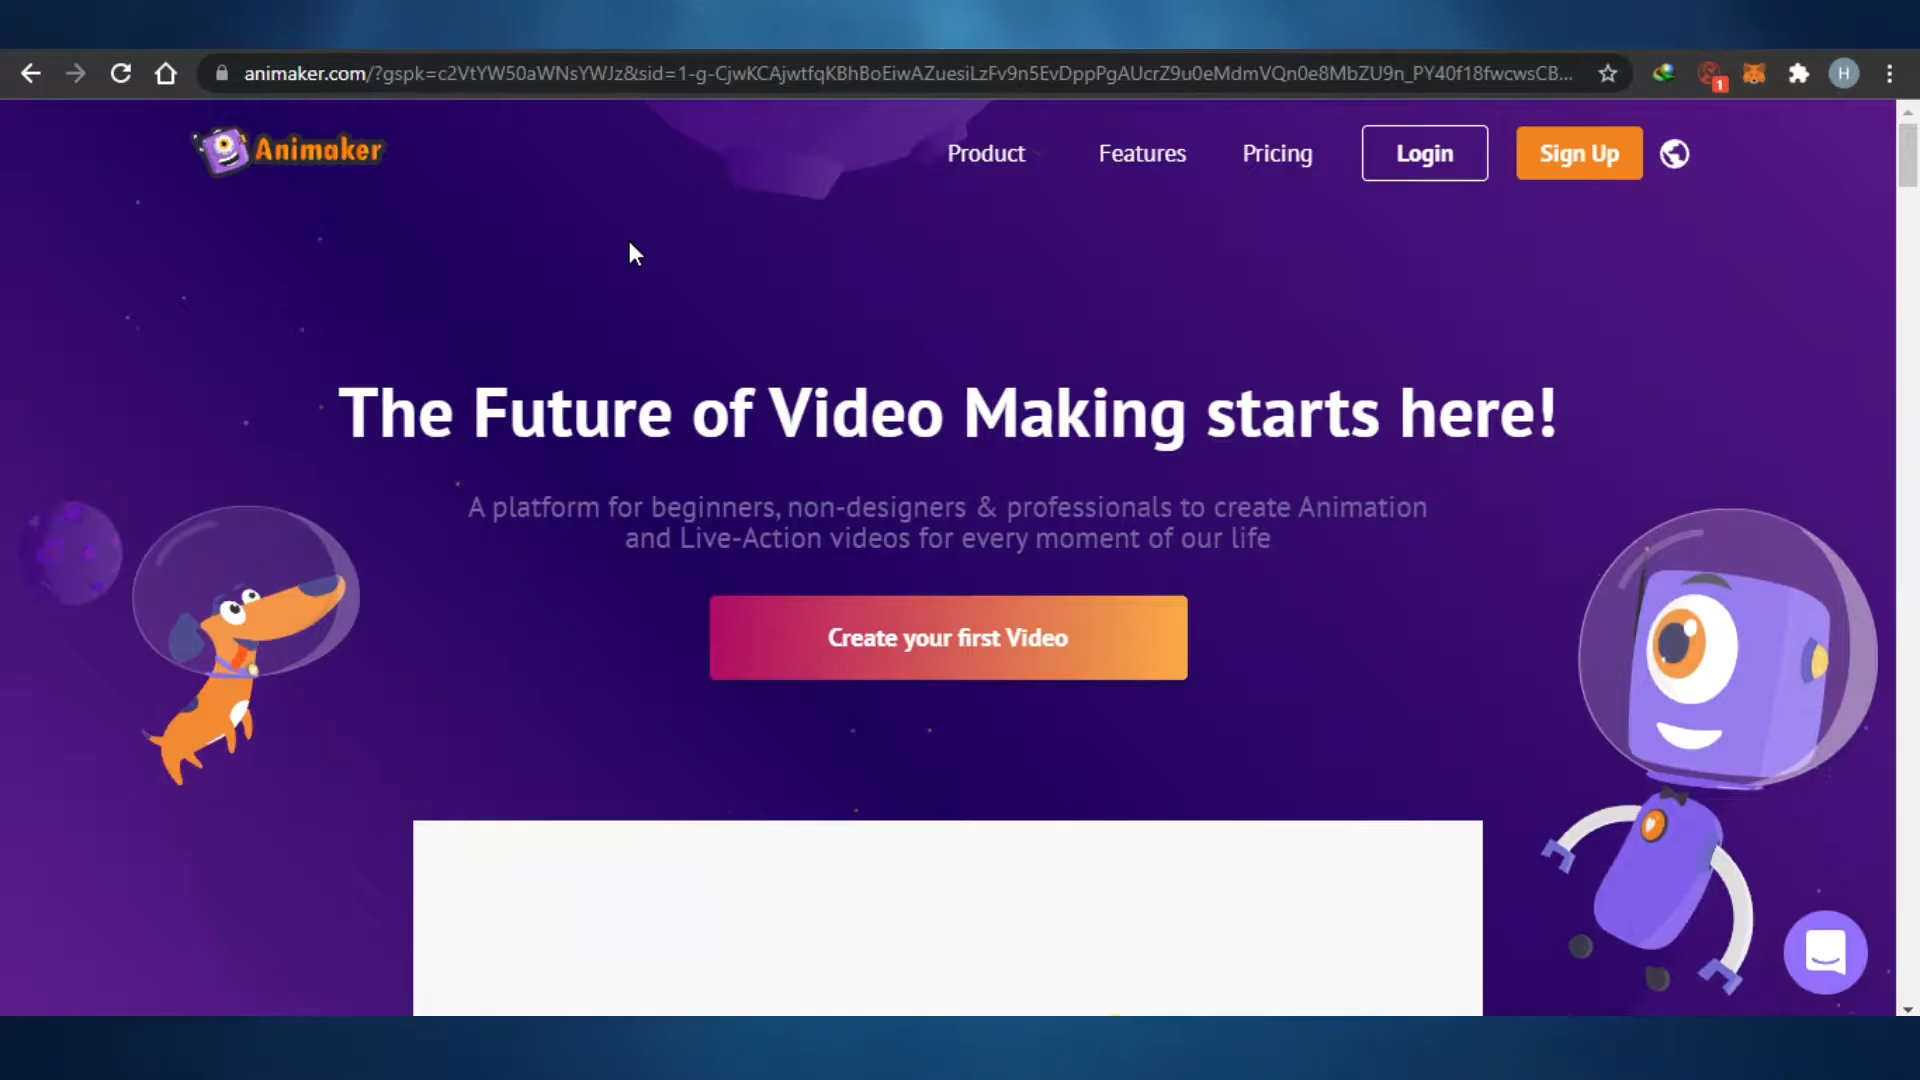 animaker.com/?gspk=c2VtYW50aWNsYWJz&sid=1-g-CjwKCAjwtfqKBhBoEiwAZuesiLzFv9n5EvDppPgAUcrZ9u0eMdmVQn0e8MbZU9n_PY40f18fwcwsCB...
1
H
Animaker
Product
Features
Pricing
Login
Sign Up
The Future of Video Making starts here!
A platform for beginners, non-designers & professionals to create Animation
and Live-Action videos for every moment of our life
Create your first Video